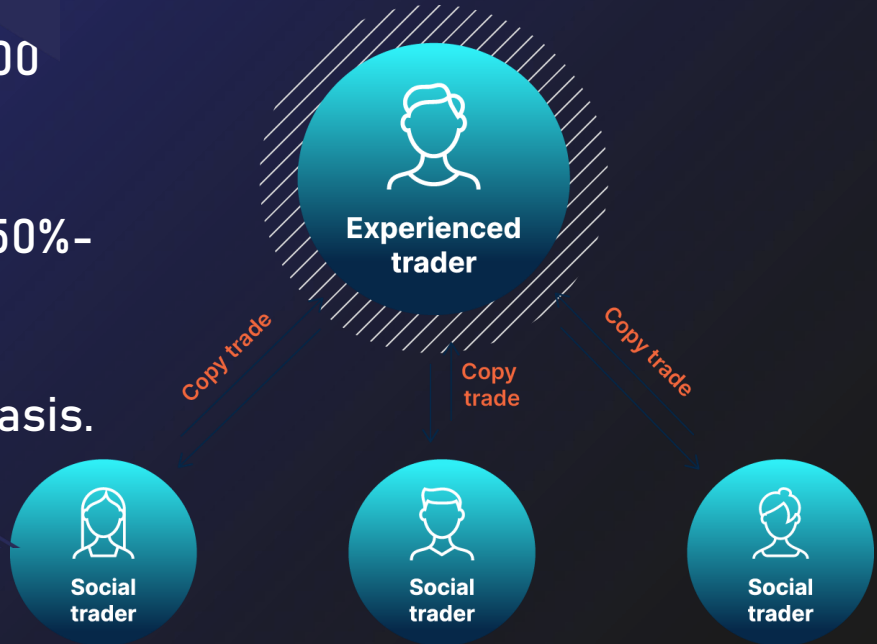 00
50%-
asis.
Experienced
trader
Copy trade
Copy
trade
Copy trade
Social
trader
Social
trader
Social
trader